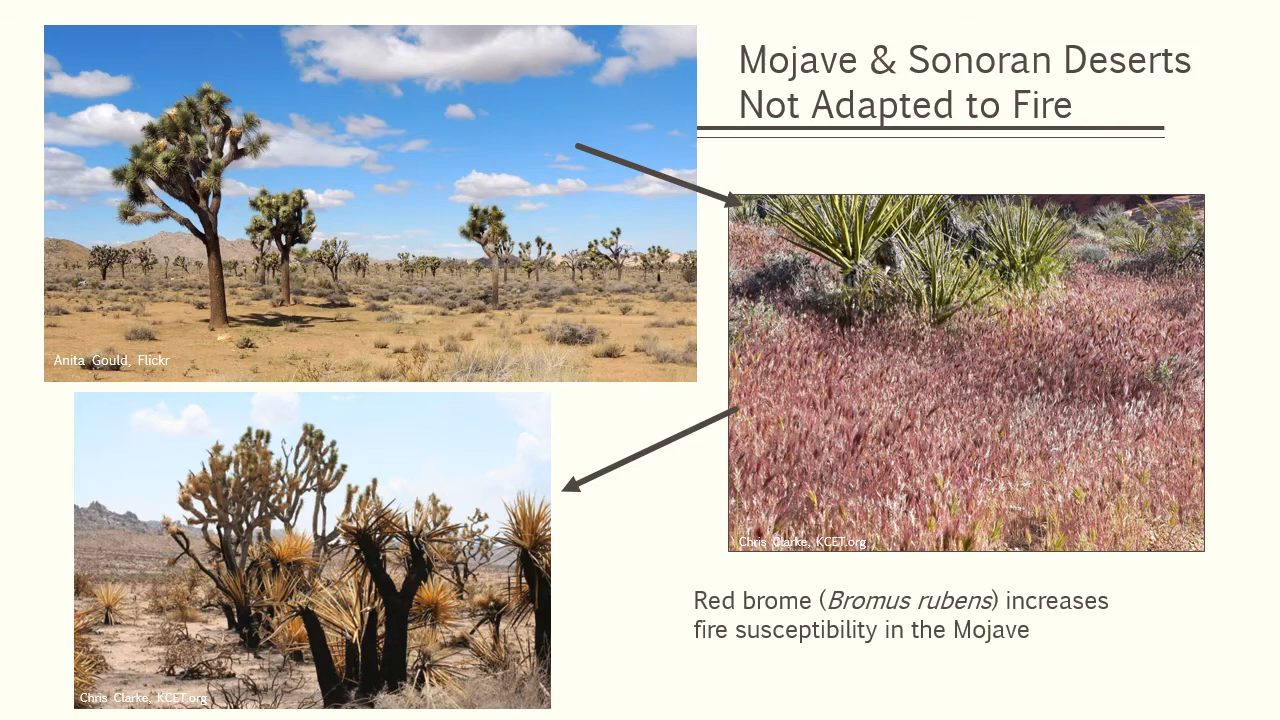 Mojave & Sonoran Deserts
Not Adapted to Fire
Anita Gould, Flickr
Chris Clarke, KCET.org
Chris Clarke, KCET.org
Red brome (Bromus rubens) increases
fire susceptibility in the Mojave